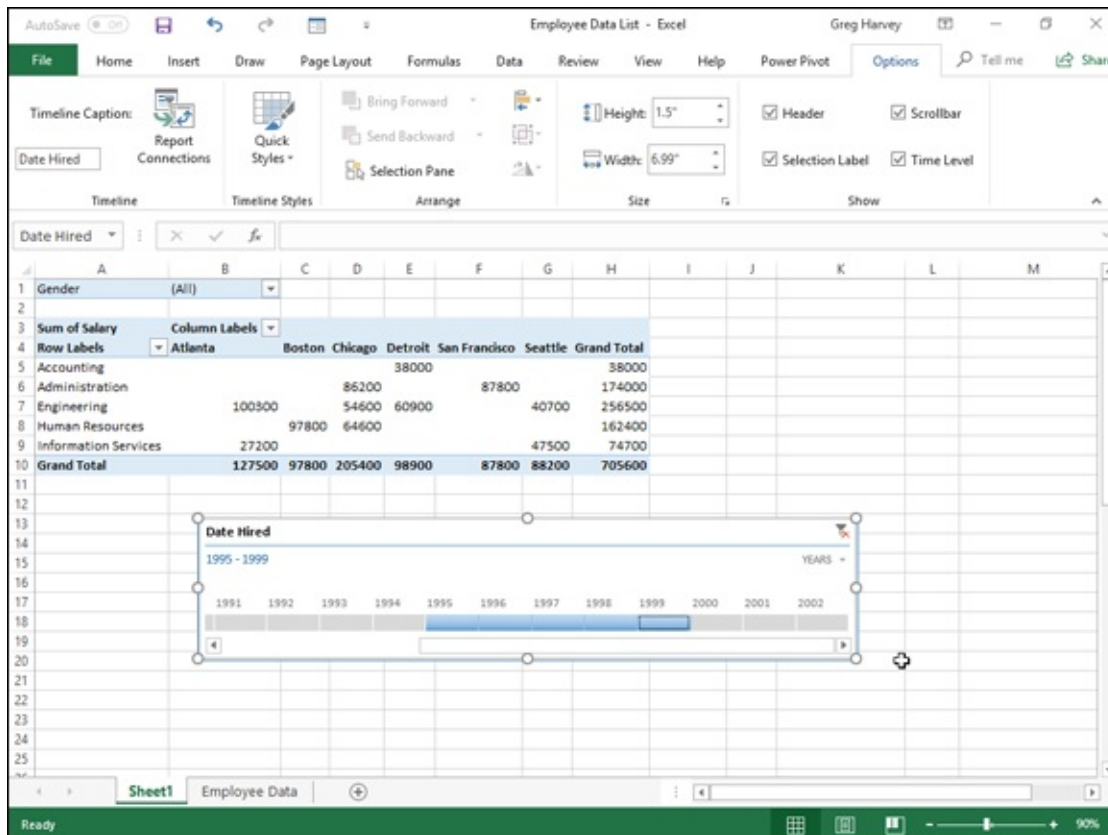 AutoSave Off Employee Data List - Excel Greg Harvey
File Home Insert Draw Page Layout Formulas Data Review View Help Power Pivot Options Tell me Shar
Timeline Caption:
Date Hired
Report Connections
Timeline
Quick Styles
Timeline Styles
Bring Forward
Send Backward
Selection Pane
Arrange
Height: 1.5"
Width: 6.99"
Size
Header Scrollbar
Selection Label Time Level
Show
Date Hired fx
A B C D E F G H I J K L M
1 Gender (All)
2
3 Sum of Salary Column Labels
4 Row Labels Atlanta Boston Chicago Detroit San Francisco Seattle Grand Total
5 Accounting 38000 38000
6 Administration 86200 87800 174000
7 Engineering 100300 54600 60900 40700 256500
8 Human Resources 97800 64600 162400
9 Information Services 27200 47500 74700
10 Grand Total 127500 97800 205400 98900 87800 88200 705600
11
12
13 Date Hired
14
15 1995 - 1999 YEARS
16
17 1991 1992 1993 1994 1995 1996 1997 1998 1999 2000 2001 2002
18
19
20
21
22
23
24
25
Sheet1 Employee Data
Ready 90%